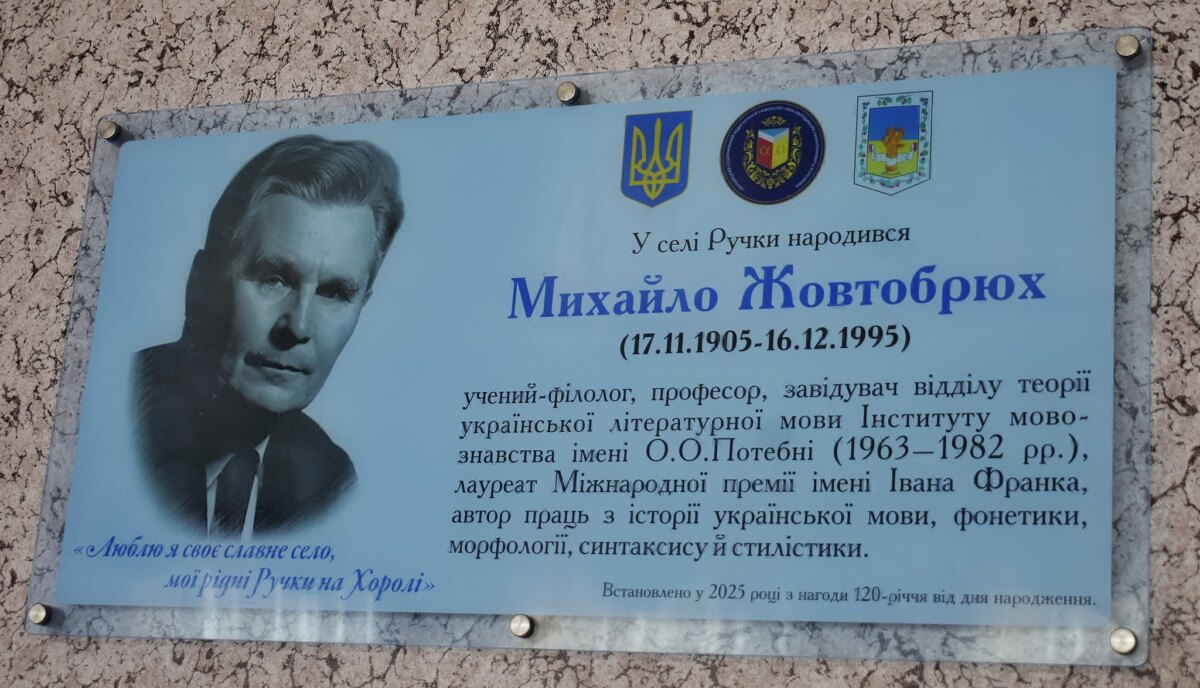 У селі Ручки народився
Михайло Жовтобрюх
(17.11.1905-16.12.1995)
учений-філолог, професор, завідувач відділу теорії
української літературної мови Інституту мово-
знавства імені О.О.Потебні (1963–1982 рр.),
лауреат Міжнародної премії імені Івана Франка,
автор праць з історії української мови, фонетики,
морфології, синтаксису й стилістики.
«Люблю я своє славне село,
мої рідні Ручки на Хоролі»
Встановлено у 2025 році з нагоди 120-річчя від дня народження.